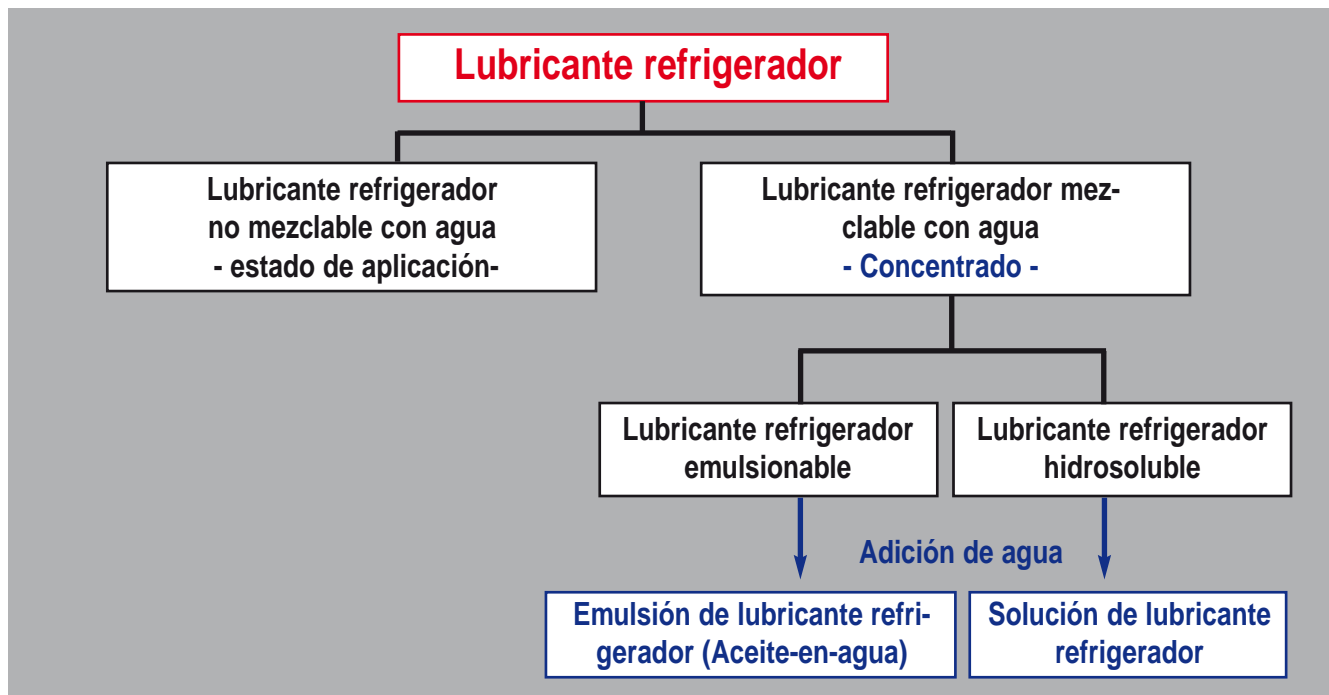 Lubricante refrigerador
Lubricante refrigerador
no mezclable con agua
- estado de aplicación-
Lubricante refrigerador mez-
clable con agua
- Concentrado -
Lubricante refrigerador
emulsionable
Lubricante refrigerador
hidrosoluble
Adición de agua
Emulsión de lubricante refri-
gerador (Aceite-en-agua)
Solución de lubricante
refrigerador